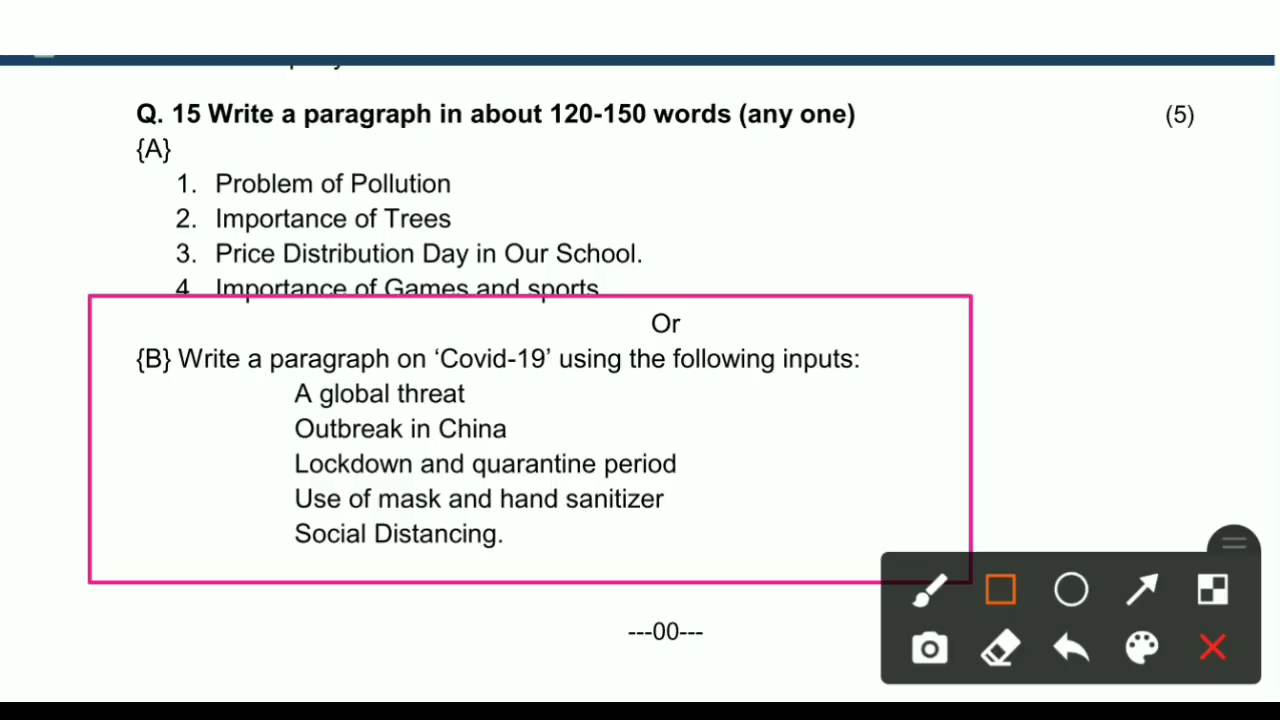 Q. 15 Write a paragraph in about 120-150 words (any one) (5)
{A}
1. Problem of Pollution
2. Importance of Trees
3. Price Distribution Day in Our School.
4. Importance of Games and sports
Or
{B} Write a paragraph on ‘Covid-19’ using the following inputs:
A global threat
Outbreak in China
Lockdown and quarantine period
Use of mask and hand sanitizer
Social Distancing.
---00---